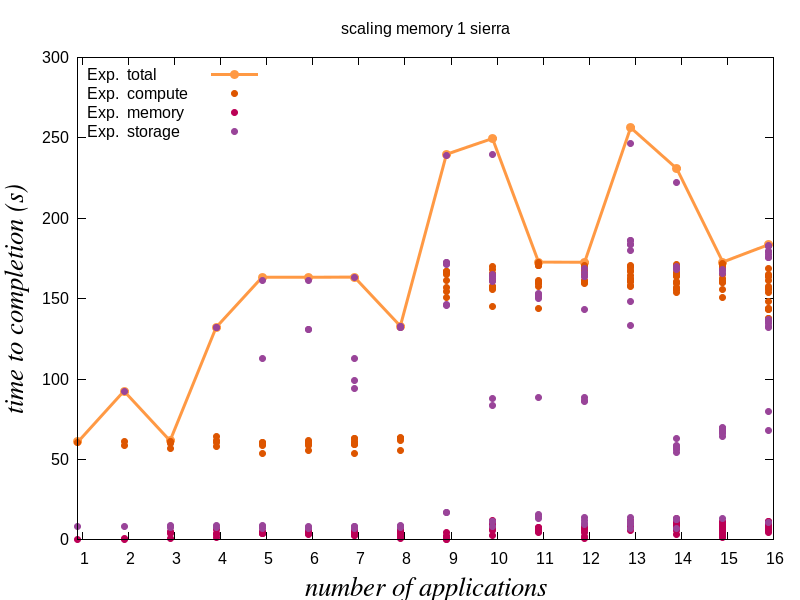 scaling memory 1 sierra
300
250
200
150
100
50
0
time to completion (s)
Exp. total
Exp. compute
Exp. memory
Exp. storage
1 2 3 4 5 6 7 8 9 10 11 12 13 14 15 16
number of applications